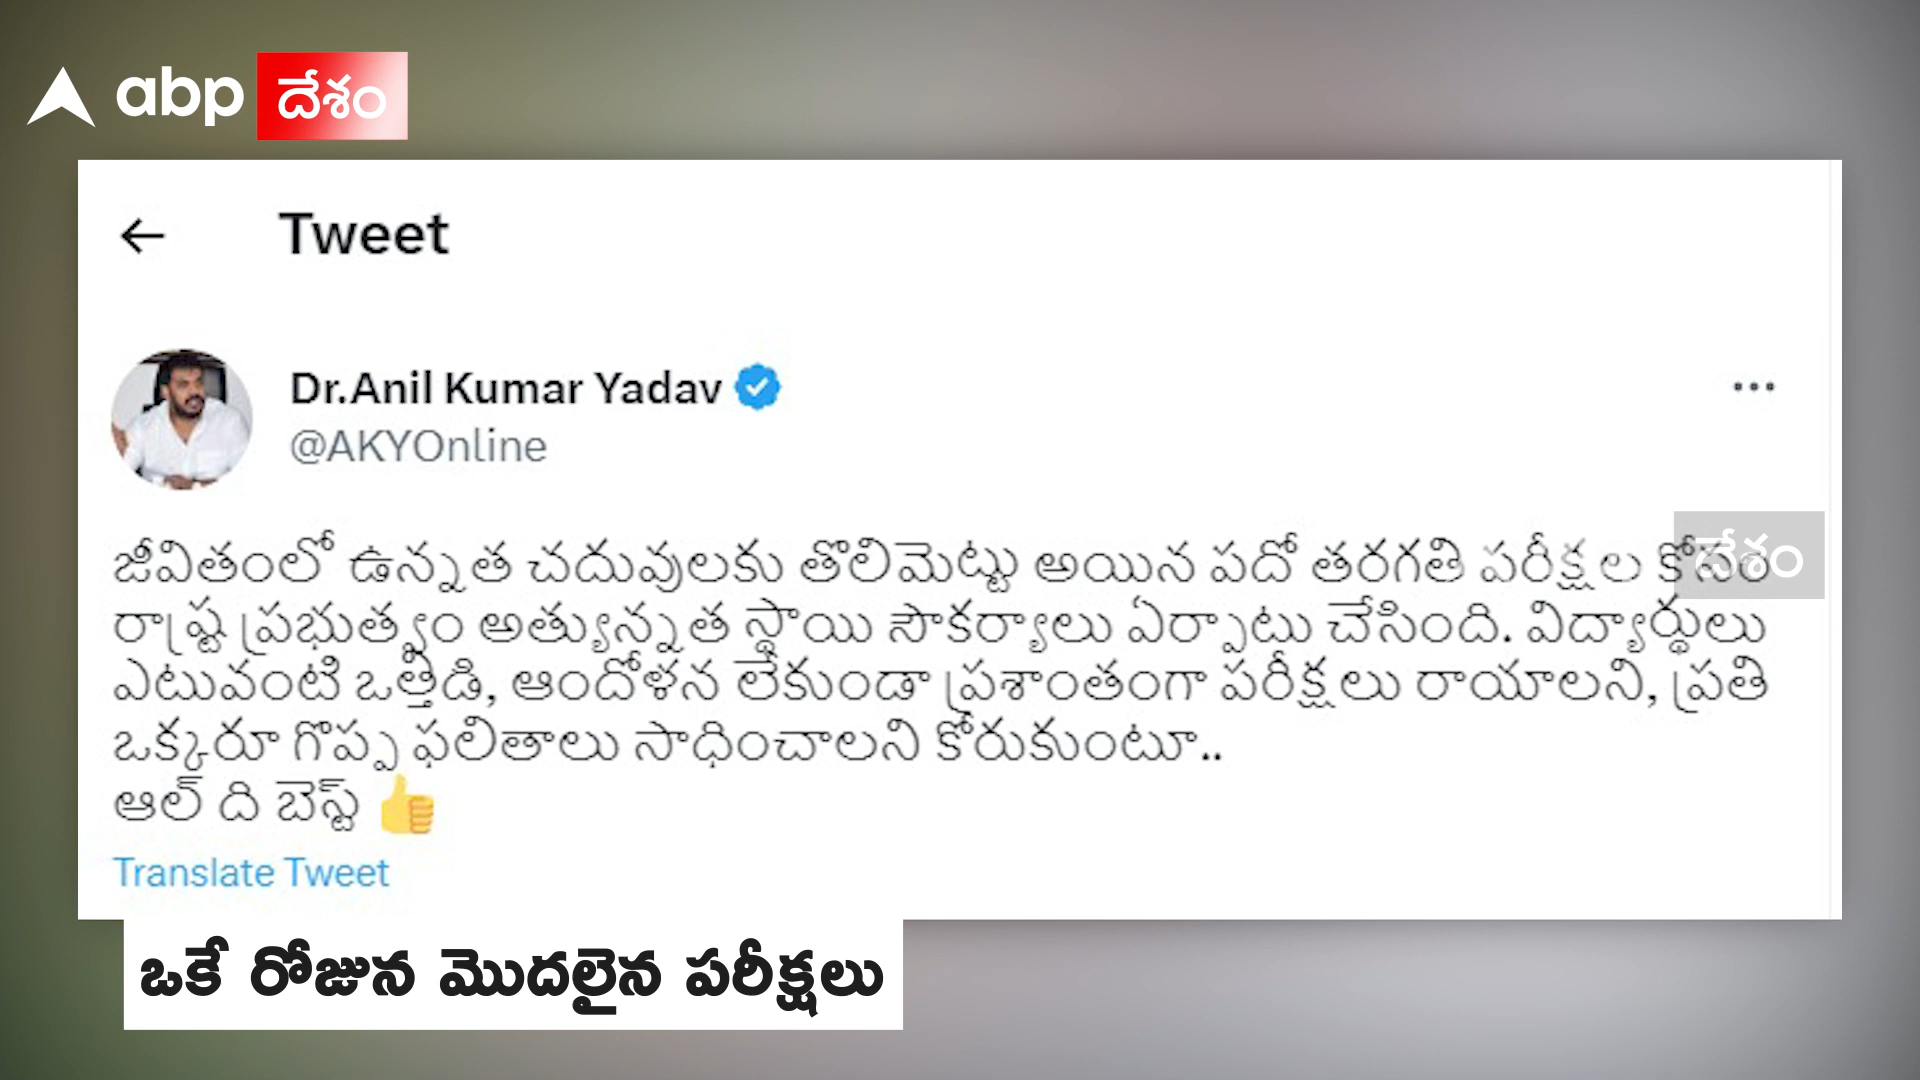 abp దేశం
Tweet
Dr.Anil Kumar Yadav
@AKYOnline
జీవితంలో ఉన్నత చదువులకు తొలిమెట్టు అయిన పదో తరగతి పరీక్షల కోసం
దేశం
రాష్ట్ర ప్రభుత్వం అత్యున్నత స్థాయి సౌకర్యాలు ఏర్పాటు చేసింది. విద్యార్థులు
ఎటువంటి ఒత్తిడి, ఆందోళన లేకుండా ప్రశాంతంగా పరీక్షలు రాయాలని, ప్రతి
ఒక్కరూ గొప్ప ఫలితాలు సాధించాలని కోరుకుంటూ..
ఆల్ ది బెస్ట్ 👍
Translate Tweet
ఒకే రోజున మొదలైన పరీక్షలు